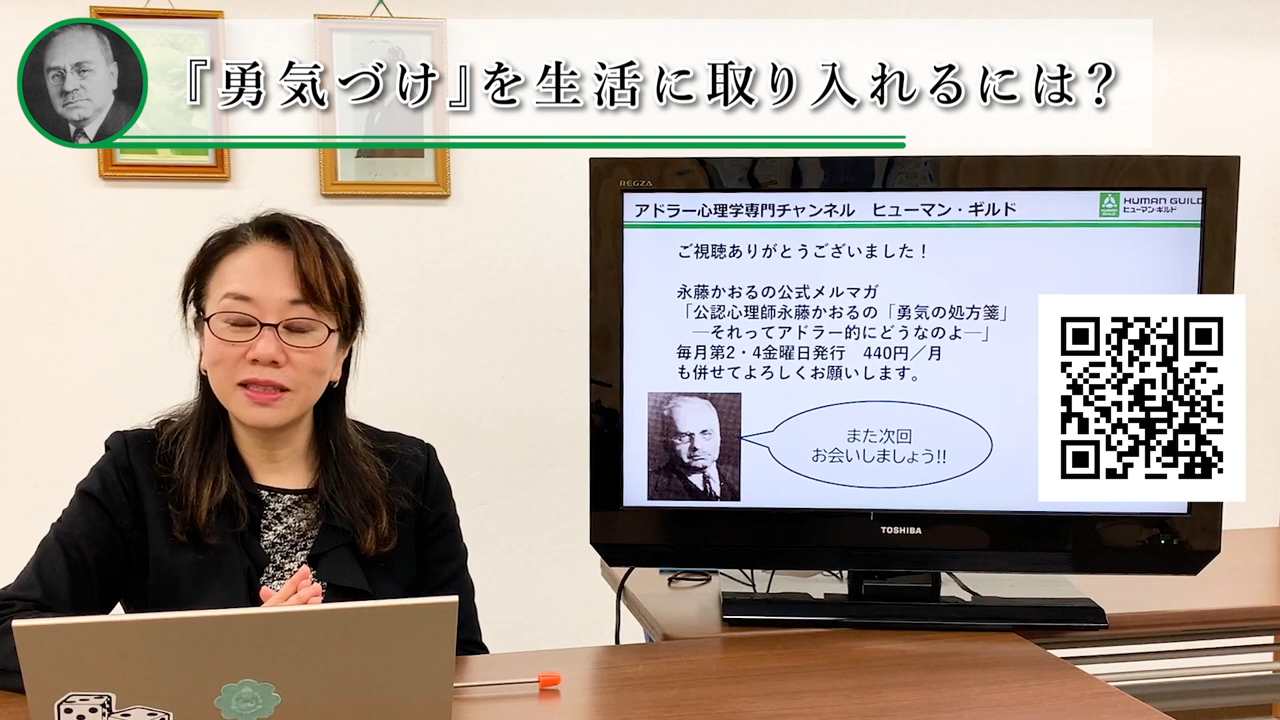 『勇気づけ』を生活に取り入れるには？
REGZA
アドラー心理学専門チャンネル　ヒューマン・ギルド
HUMAN GUILD
ヒューマン・ギルド
ご視聴ありがとうございました！
永藤かおるの公式メルマガ
「公認心理師永藤かおるの「勇気の処方箋」
―それってアドラー的にどうなのよ―」
毎月第2・4金曜日発行　440円／月
も併せてよろしくお願いします。
また次回
お会いしましょう!!
TOSHIBA